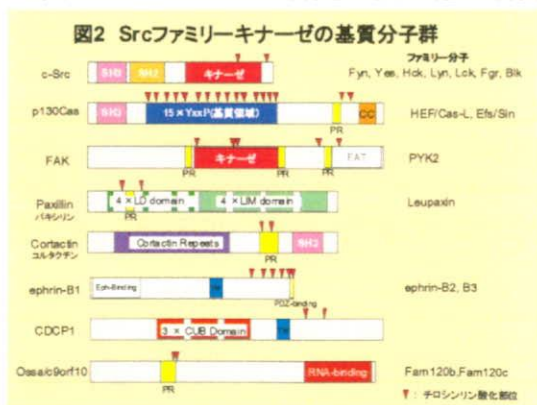 図2 Srcファミリーキナーゼの基質分子群
ファミリー分子
c-Src SH3 SH2 キナーゼ Fyn, Yes, Hck, Lyn, Lck, Fgr, Blk
p130Cas SH3 15×YxxP(基質領域) CC HEF/Cas-L, Efs/Sin
PR
FAK キナーゼ FAT PYK2
PR PR PR
Paxillin 4 × LD domain 4 × LIM domain Leupaxin
パキシリン PR
Cortactin Cortactin Repeats SH3
コルタクチン PR
ephrin-B1 Eph-Binding TM ephrin-B2, B3
PDZ-binding
CDCP1 3 × CUB Domain TM
Ossa/c9orf10 RNA-binding Fam120b,Fam120c
PR
: チロシンリン酸化部位